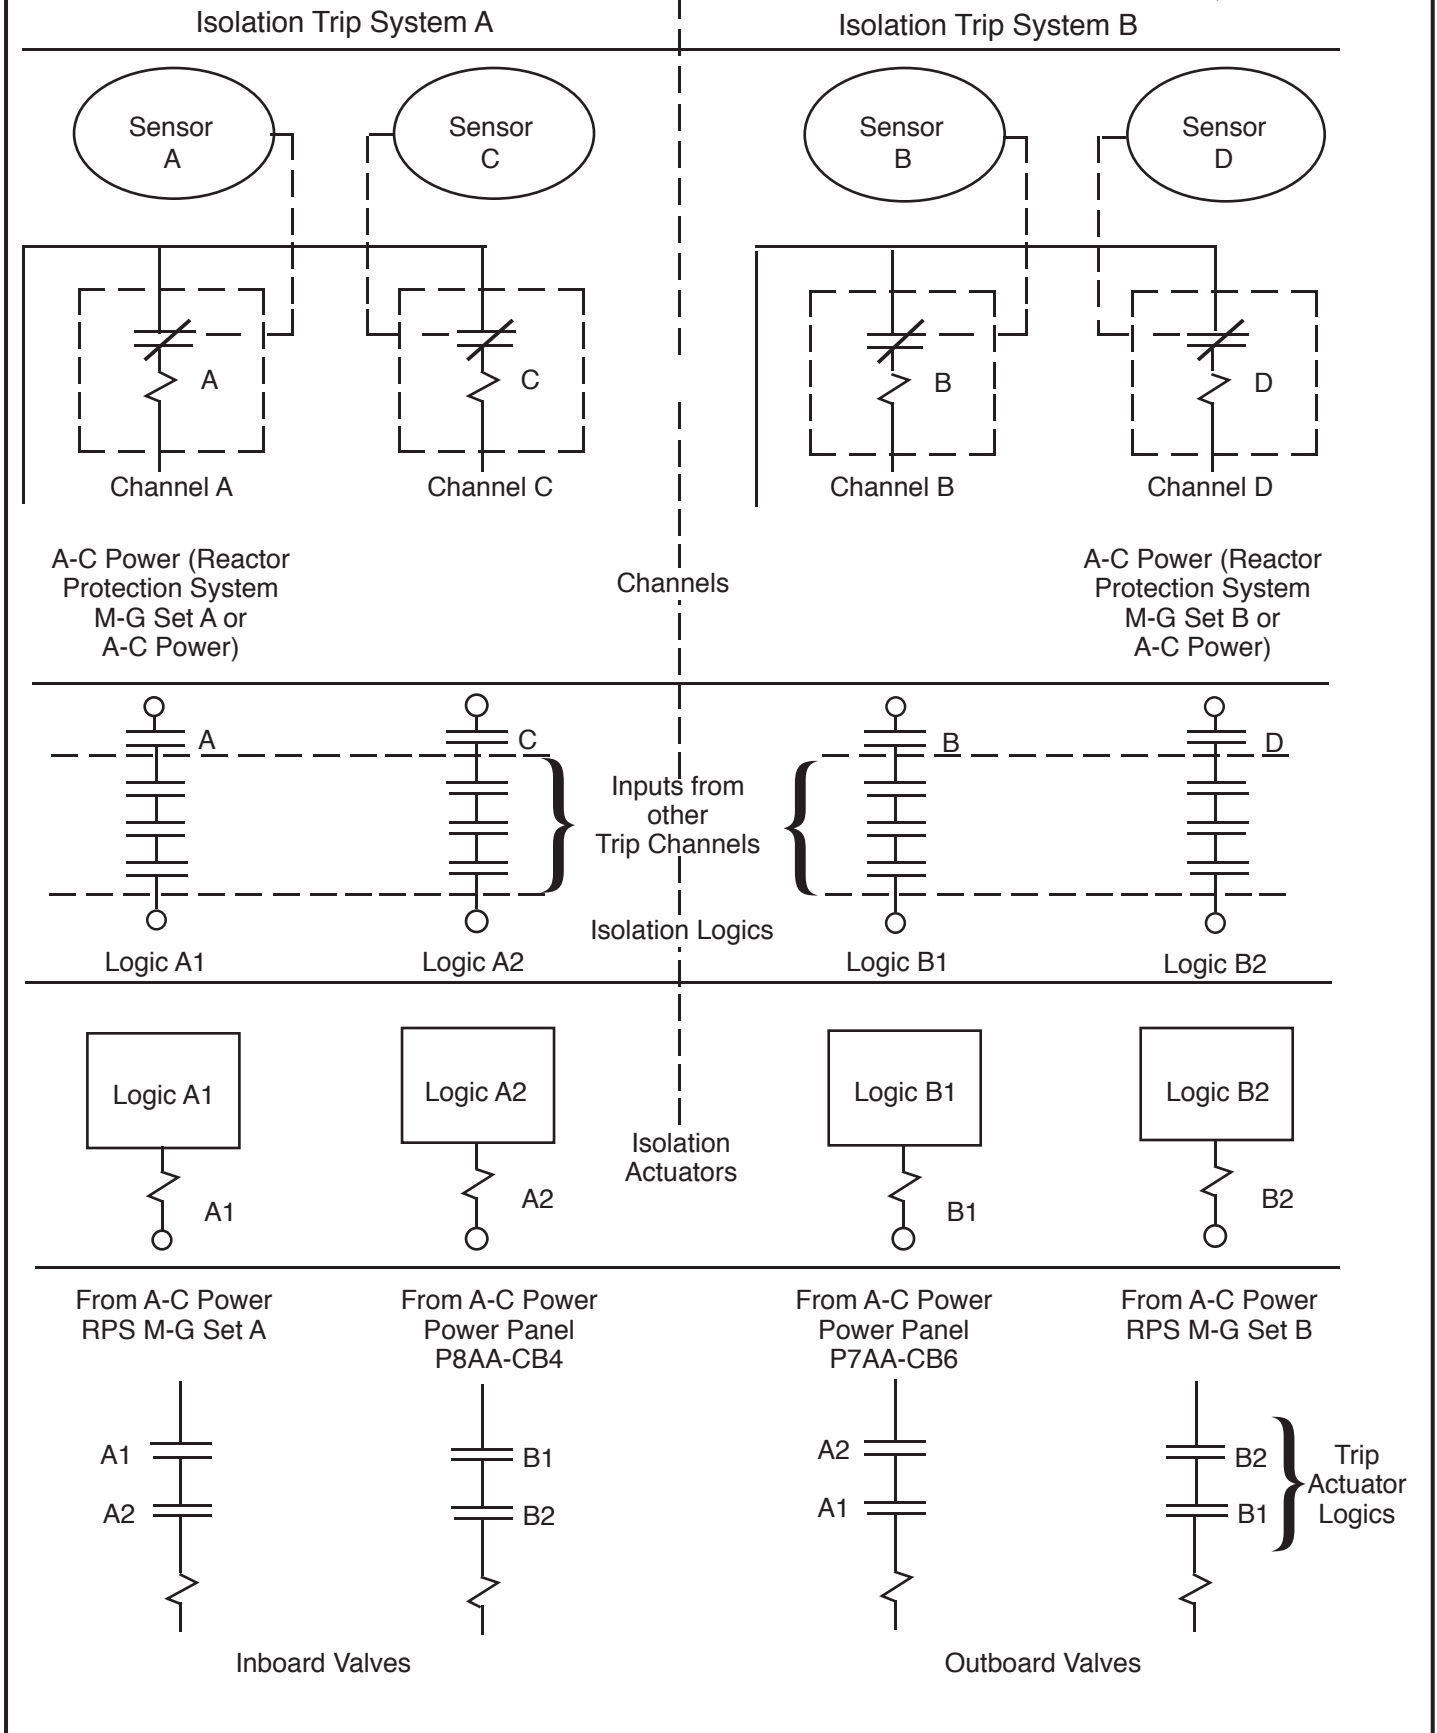 Isolation Trip System A
Isolation Trip System B
Sensor
A
Sensor
C
Sensor
B
Sensor
D
A
C
B
D
Channel A
Channel C
Channel B
Channel D
A-C Power (Reactor
Protection System
M-G Set A or
A-C Power)
Channels
A-C Power (Reactor
Protection System
M-G Set B or
A-C Power)
A
C
B
D
Inputs from
other
Trip Channels
Isolation Logics
Logic A1
Logic A2
Logic B1
Logic B2
Logic A1
Logic A2
Logic B1
Logic B2
Isolation
Actuators
A1
A2
B1
B2
From A-C Power
RPS M-G Set A
From A-C Power
Power Panel
P8AA-CB4
From A-C Power
Power Panel
P7AA-CB6
From A-C Power
RPS M-G Set B
A1
A2
B1
B2
A2
A1
B2
B1
Trip
Actuator
Logics
Inboard Valves
Outboard Valves